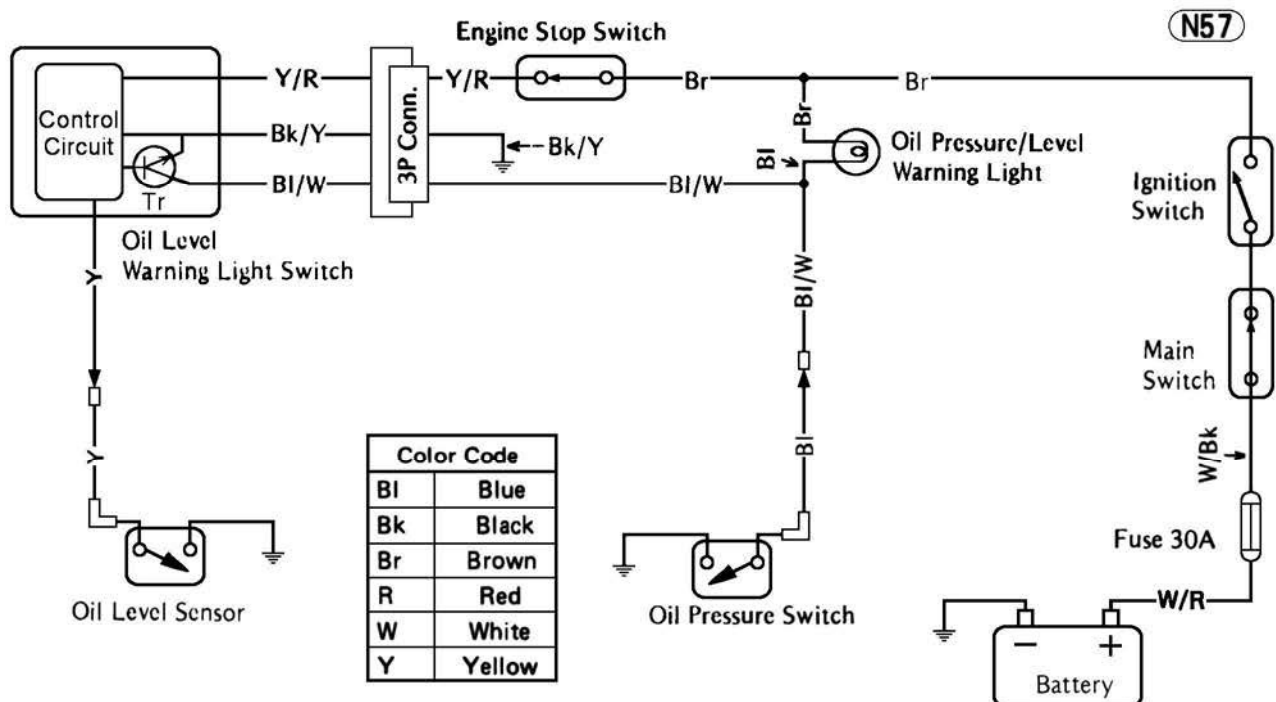 N57
Engine Stop Switch
Y/R
Y/R
Br
Br
Control
Circuit
3P Conn.
Br
Bk/Y
Bk/Y
Bl
Oil Pressure/Level
Warning Light
Tr
Bl/W
Bl/W
Ignition
Switch
Oil Level
Warning Light Switch
Y
Bl/W
Main
Switch
Y
Bl
W/Bk
Color Code
Bl Blue
Bk Black
Br Brown
R Red
W White
Y Yellow
Fuse 30A
Oil Level Sensor
Oil Pressure Switch
W/R
− +
Battery